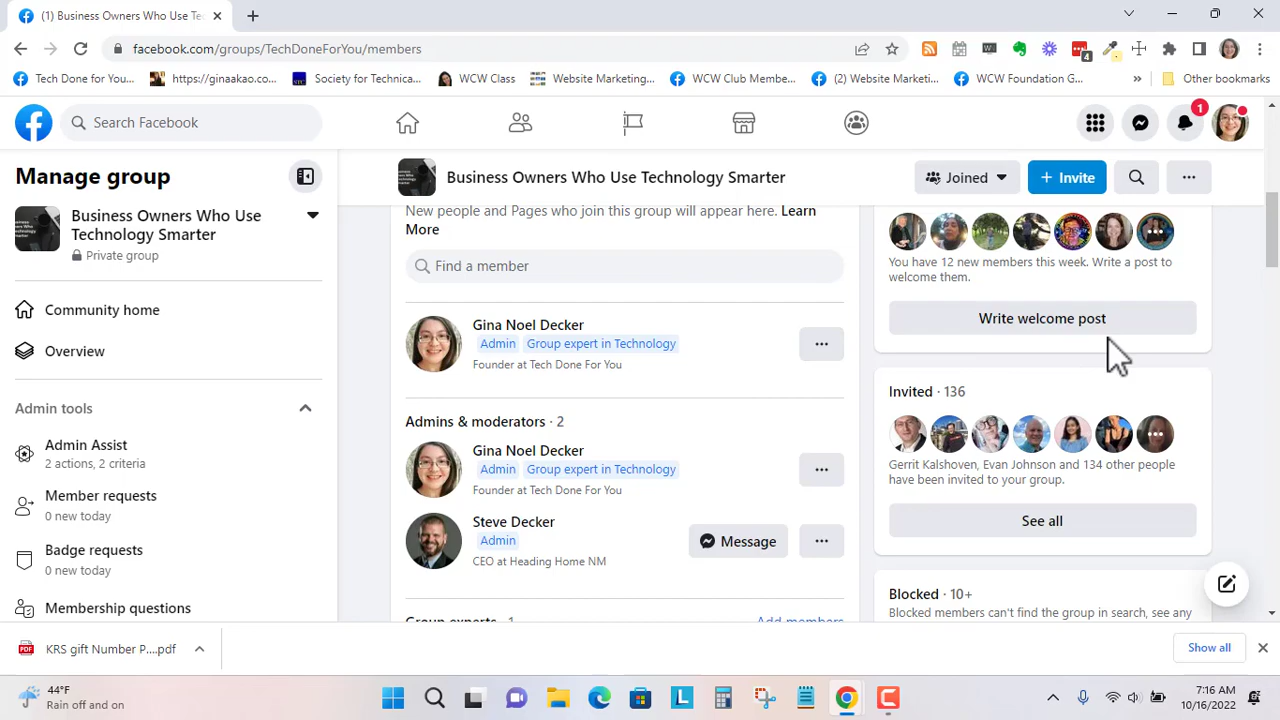 (1) Business Owners Who Use Te
facebook.com/groups/TechDoneForYou/members
4
Tech Done for You...
https://ginaakao.co...
Society for Technica...
WCW Class
Website Marketing...
WCW Club Membe...
(2) Website Marketi...
WCW Foundation G...
»
Other bookmarks
Search Facebook
1
Manage group
Business Owners Who Use Technology Smarter
Joined
+ Invite
Business Owners Who Use
Technology Smarter
Private group
Community home
Overview
Admin tools
Admin Assist
2 actions, 2 criteria
Member requests
0 new today
Badge requests
0 new today
Membership questions
New people and Pages who join this group will appear here. Learn
More
Find a member
Gina Noel Decker
Admin Group expert in Technology
Founder at Tech Done For You
Admins & moderators · 2
Gina Noel Decker
Admin Group expert in Technology
Founder at Tech Done For You
Steve Decker
Admin
CEO at Heading Home NM
Message
Group experts · 1
Add members
You have 12 new members this week. Write a post to
welcome them.
Write welcome post
Invited · 136
Gerrit Kalshoven, Evan Johnson and 134 other people
have been invited to your group.
See all
Blocked · 10+
Blocked members can't find the group in search, see any
KRS gift Number P....pdf
Show all
44°F
Rain off and on
7:16 AM
10/16/2022